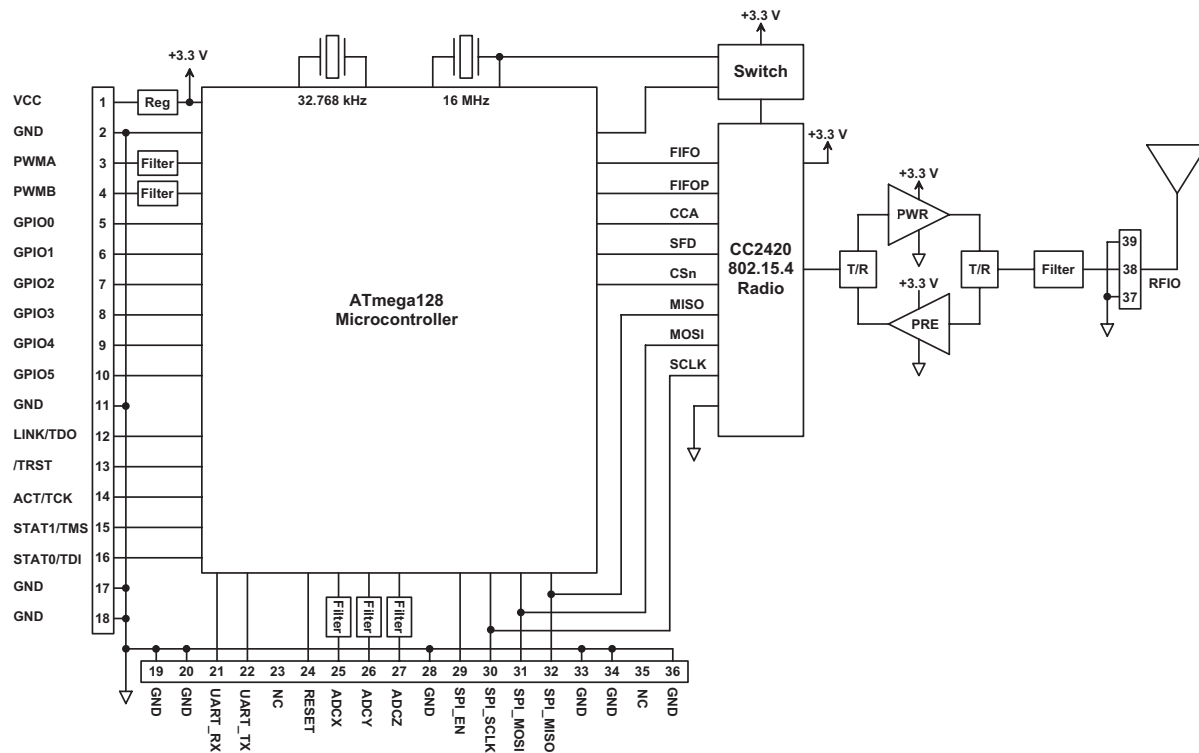 +3.3 V
+3.3 V
Switch
32.768 kHz
16 MHz
VCC 1 Reg
GND 2
PWMA 3 Filter
PWMB 4 Filter
GPIO0 5
GPIO1 6
GPIO2 7
GPIO3 8
GPIO4 9
GPIO5 10
GND 11
LINK/TDO 12
/TRST 13
ACT/TCK 14
STAT1/TMS 15
STAT0/TDI 16
GND 17
GND 18
ATmega128
Microcontroller
FIFO
FIFOP
CCA
SFD
CSn
MISO
MOSI
SCLK
CC2420
802.15.4
Radio
+3.3 V
+3.3 V
PWR
T/R
T/R
+3.3 V
PRE
Filter
39
38
37
RFIO
Filter
Filter
Filter
19 20 21 22 23 24 25 26 27 28 29 30 31 32 33 34 35 36
GND
GND
UART_RX
UART_TX
NC
RESET
ADCX
ADCY
ADCZ
GND
SPI_EN
SPI_SCLK
SPI_MOSI
SPI_MISO
GND
GND
NC
GND